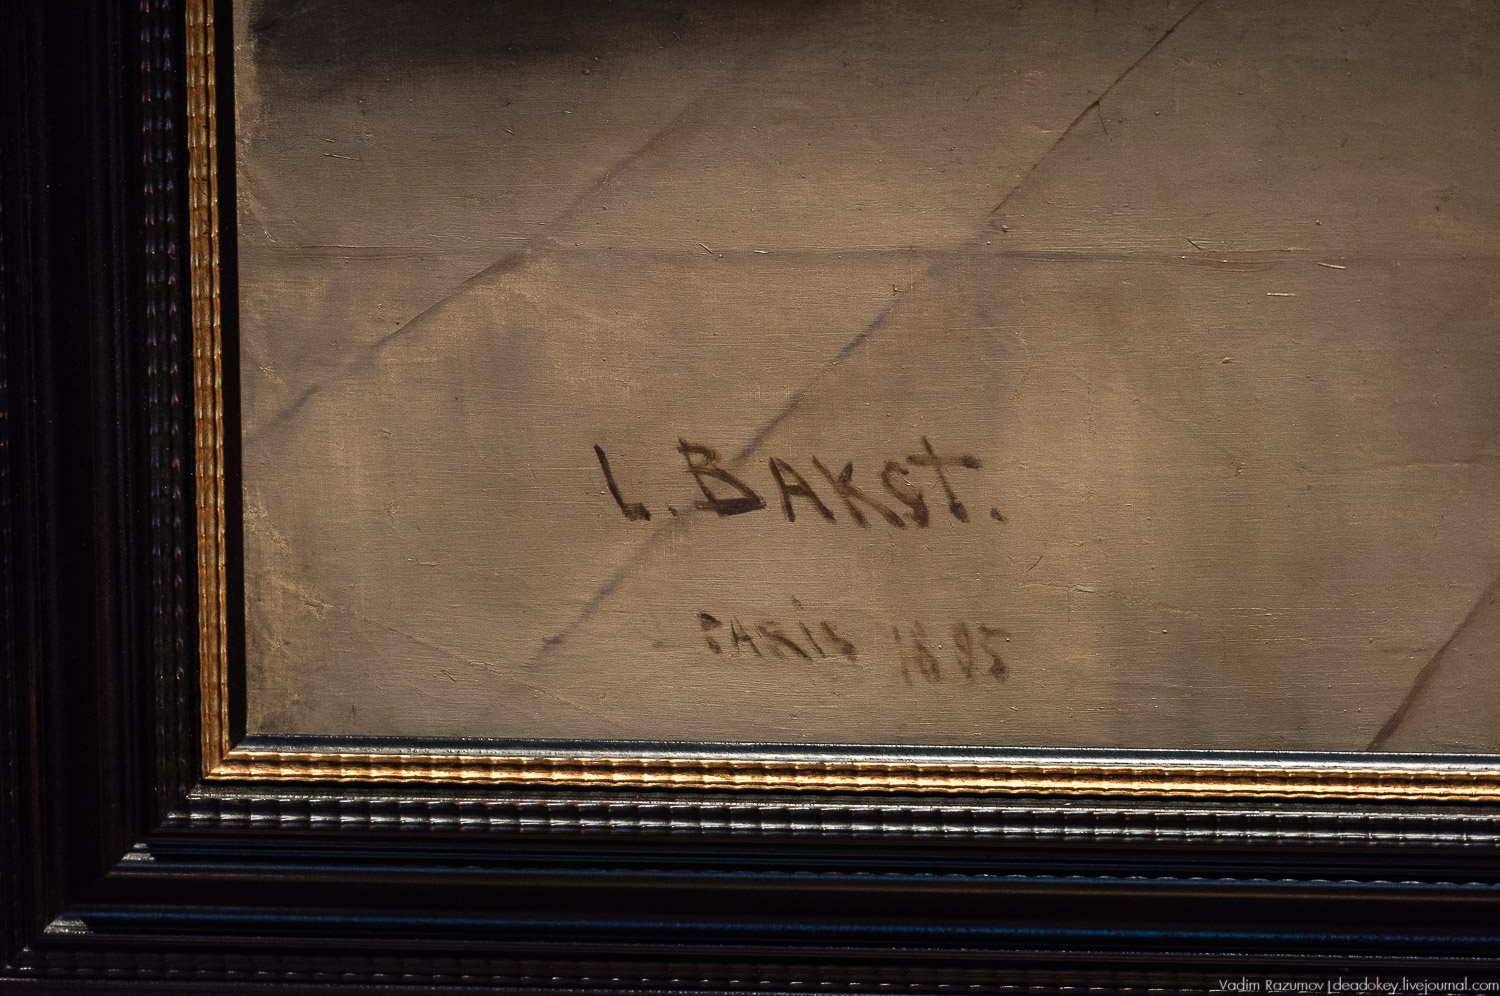 L. BAKST.
PARIS 1895
Vadim Razumov | deadokey.livejournal.com